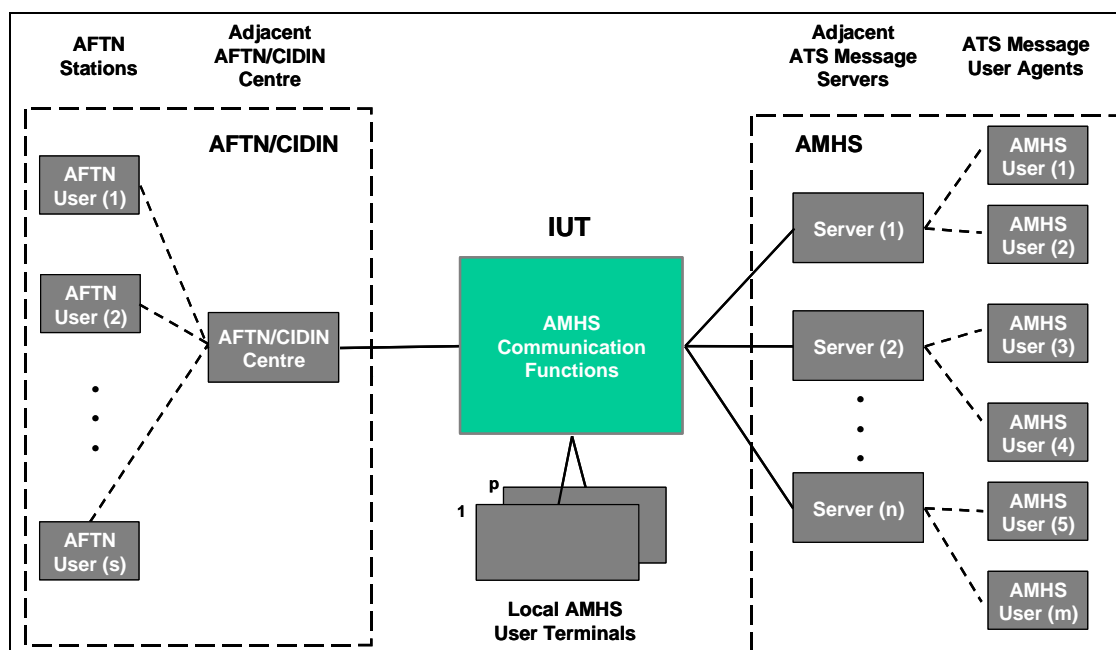 AFTN
Stations
Adjacent
AFTN/CIDIN
Centre
Adjacent
ATS Message
Servers
ATS Message
User Agents
AFTN/CIDIN
AFTN
User (1)
AFTN
User (2)
AFTN
User (s)
AFTN/CIDIN
Centre
IUT
AMHS
Communication
Functions
p
1
Local AMHS
User Terminals
AMHS
Server (1)
Server (2)
Server (n)
AMHS
User (1)
AMHS
User (2)
AMHS
User (3)
AMHS
User (4)
AMHS
User (5)
AMHS
User (m)